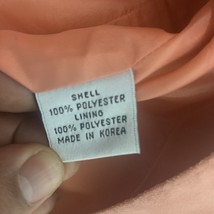 SHELL
100% POLYESTER
LINING
100% POLYESTER
MADE IN KOREA